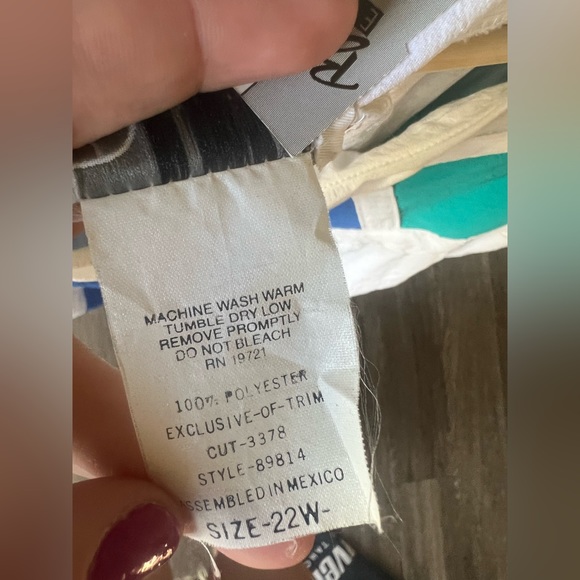 MACHINE WASH WARM
TUMBLE DRY LOW
REMOVE PROMPTLY
DO NOT BLEACH
RN 19721
100% POLYESTER
EXCLUSIVE-OF-TRIM
CUT-3378
STYLE-89814
SSEMBLED IN MEXICO
SIZE-22W-